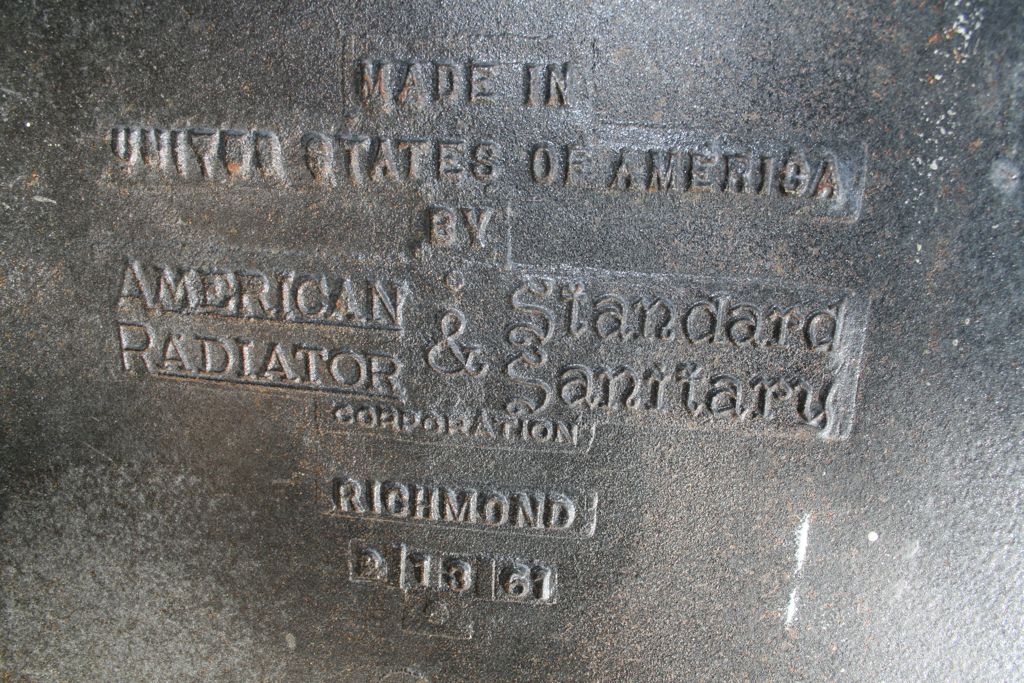 MADE IN
UNITED STATES OF AMERICA
BY
AMERICAN RADIATOR & Standard Sanitary
CORPORATION
RICHMOND
2 13 61